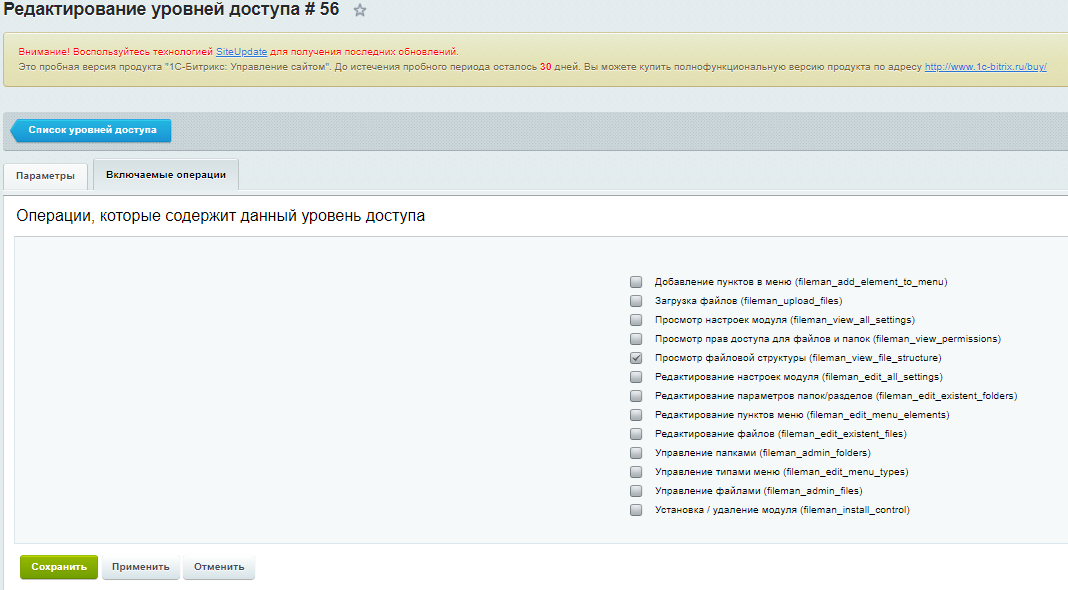 Редактирование уровней доступа # 56
Внимание! Воспользуйтесь технологией SiteUpdate для получения последних обновлений.
Это пробная версия продукта "1С-Битрикс: Управление сайтом". До истечения пробного периода осталось 30 дней. Вы можете купить полнофункциональную версию продукта по адресу http://www.1c-bitrix.ru/buy/
Список уровней доступа
Параметры Включаемые операции
Операции, которые содержит данный уровень доступа
Добавление пунктов в меню (fileman_add_element_to_menu)
Загрузка файлов (fileman_upload_files)
Просмотр настроек модуля (fileman_view_all_settings)
Просмотр прав доступа для файлов и папок (fileman_view_permissions)
Просмотр файловой структуры (fileman_view_file_structure)
Редактирование настроек модуля (fileman_edit_all_settings)
Редактирование параметров папок/разделов (fileman_edit_existent_folders)
Редактирование пунктов меню (fileman_edit_menu_elements)
Редактирование файлов (fileman_edit_existent_files)
Управление папками (fileman_admin_folders)
Управление типами меню (fileman_edit_menu_types)
Управление файлами (fileman_admin_files)
Установка / удаление модуля (fileman_install_control)
Сохранить Применить Отменить